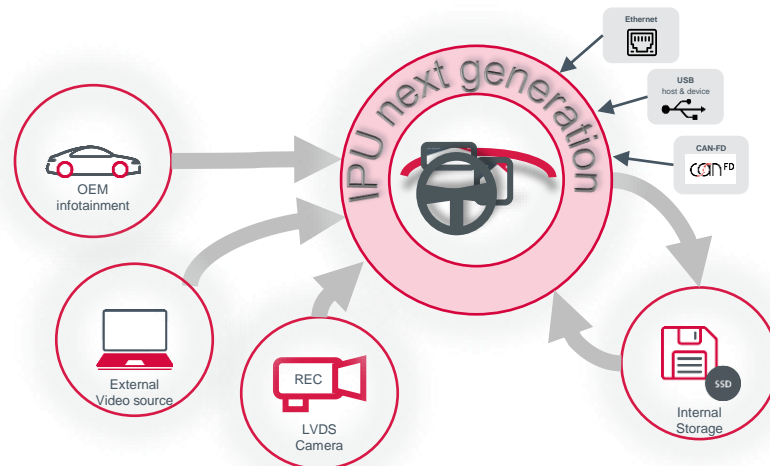 IPU next generation
Ethernet
USB
host & device
CAN-FD
CAN FD
OEM
infotainment
External
Video source
REC
LVDS
Camera
SSD
Internal
Storage